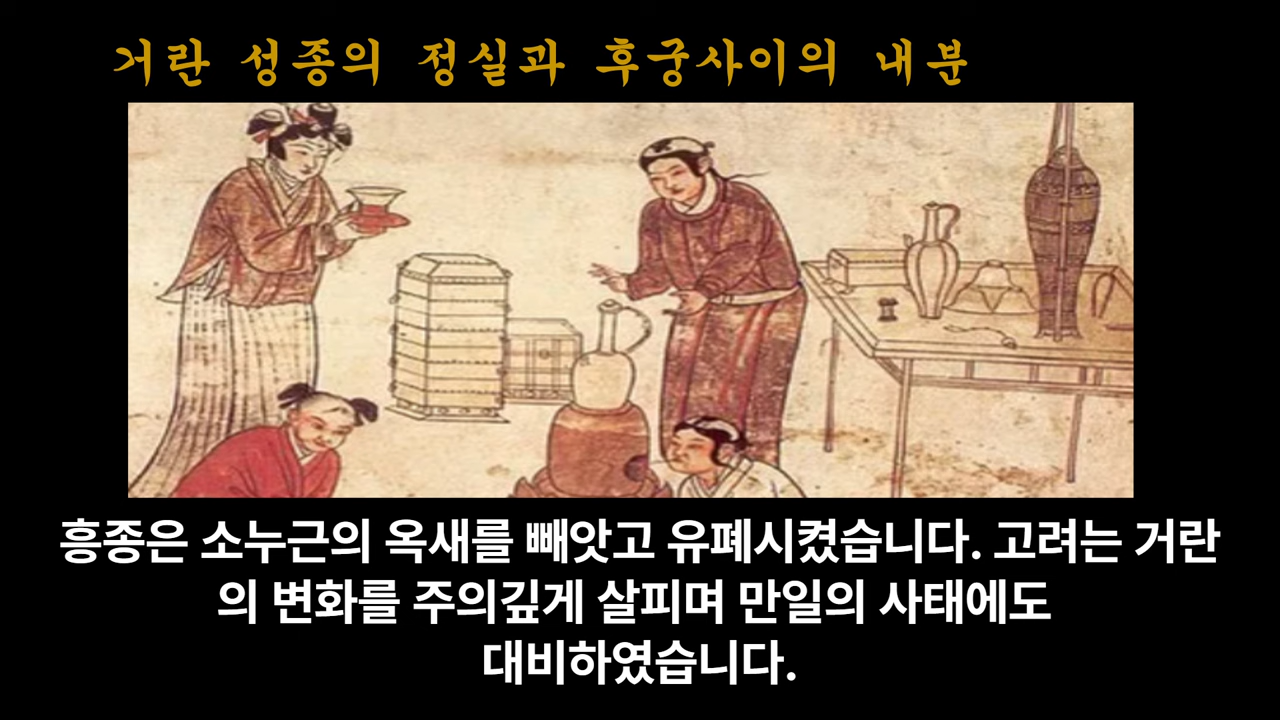 거란 성종의 정실과 후궁사이의 내분
흥종은 소누근의 옥새를 빼앗고 유폐시켰습니다. 고려는 거란
의 변화를 주의깊게 살피며 만일의 사태에도
대비하였습니다.